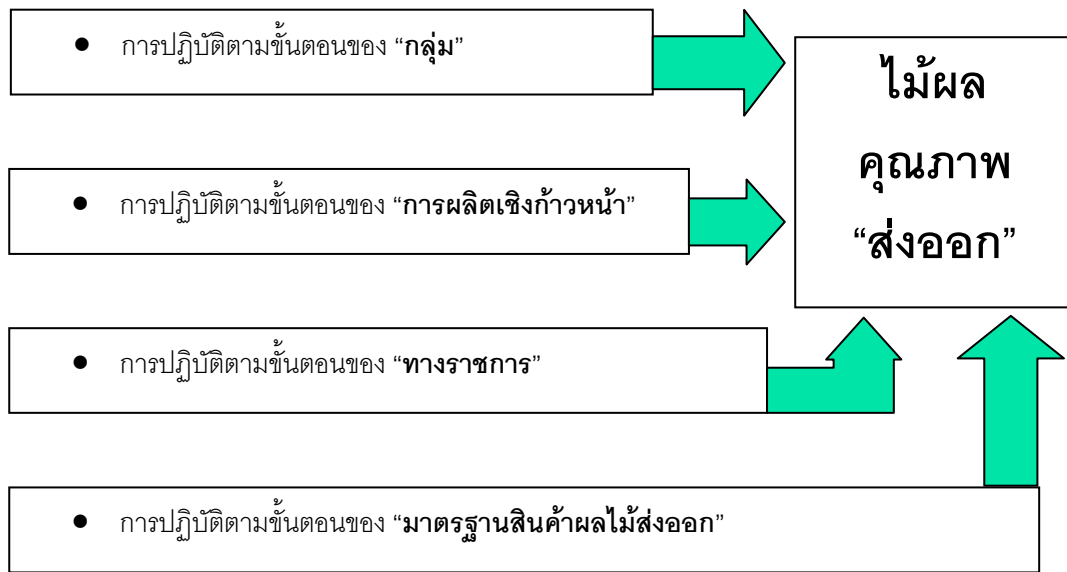 ● การปฏิบัติตามขั้นตอนของ “กลุ่ม”
ไม้ผล
คุณภาพ
“ส่งออก”
● การปฏิบัติตามขั้นตอนของ “การผลิตเชิงก้าวหน้า”
● การปฏิบัติตามขั้นตอนของ “ทางราชการ”
● การปฏิบัติตามขั้นตอนของ “มาตรฐานสินค้าผลไม้ส่งออก”